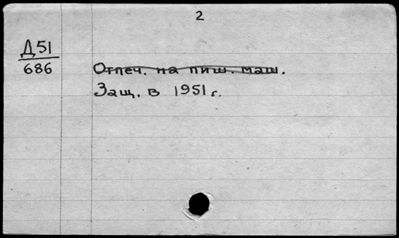 2
Д51
686
Отпеч. на пиш. маш.
Защ. в 1951 г.